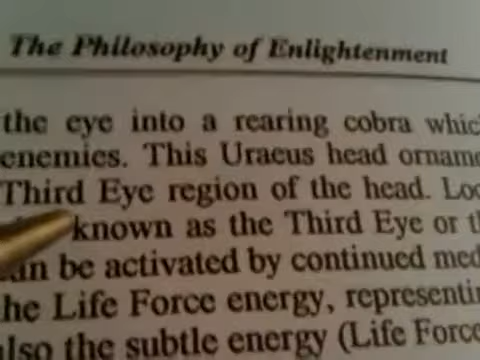 The Philosophy of Enlightenment
the eye into a rearing cobra
enemies. This Uraeus head
Third Eye region of the head.
known as the Third Eye or
be activated by continued
the Life Force energy,
also the subtle energy (Life Force